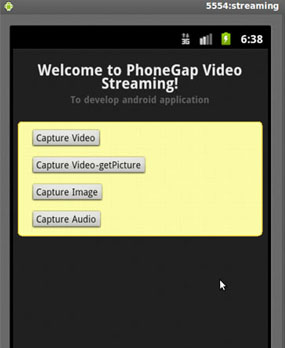 5554:streaming
3G
6:38
Welcome to PhoneGap Video
Streaming!
To develop android application
Capture Video
Capture Video-getPicture
Capture Image
Capture Audio